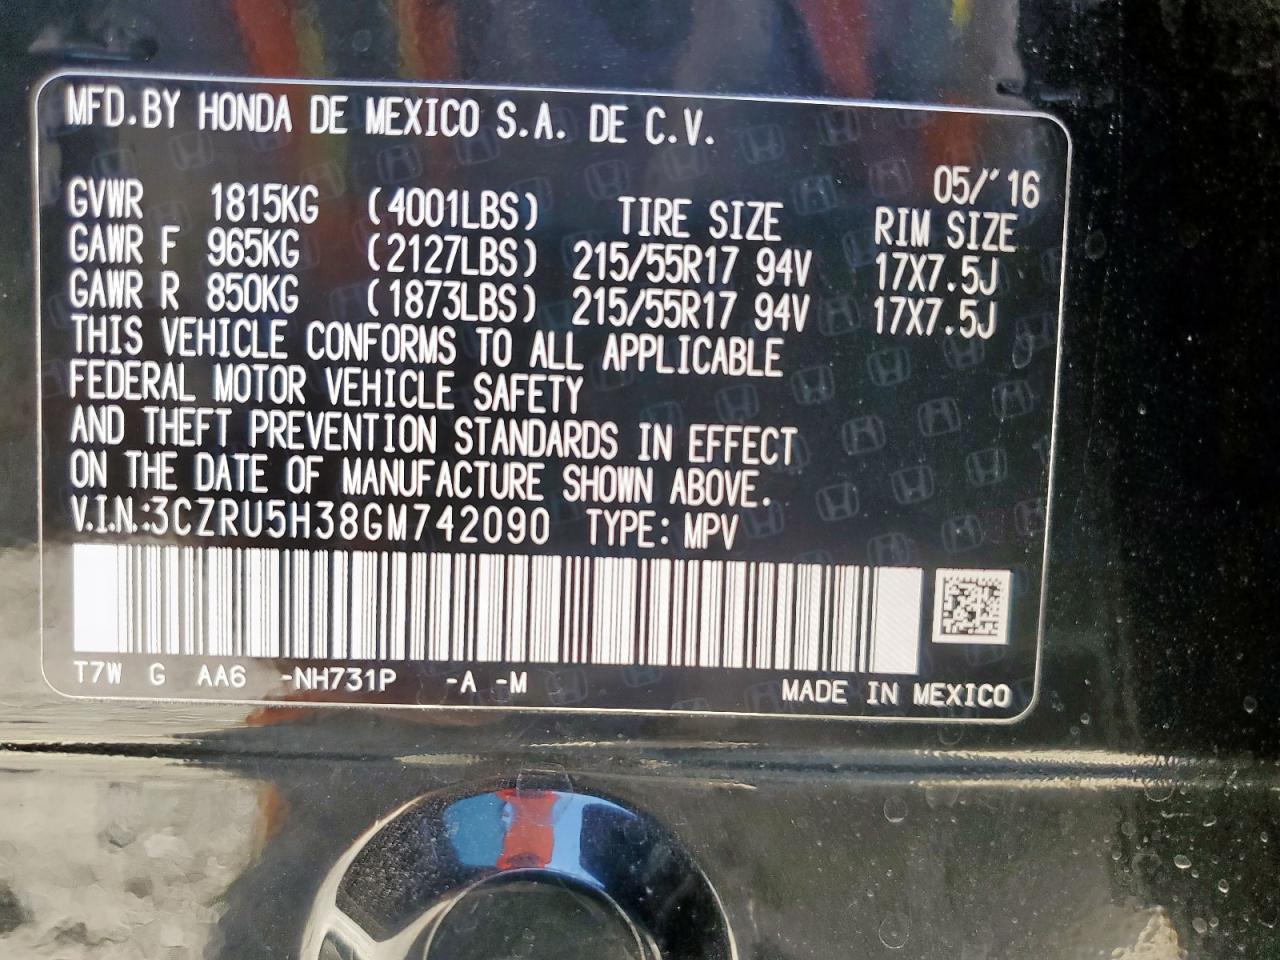 MFD.BY HONDA DE MEXICO S.A. DE C.V.
05/'16
GVWR 1815KG (4001LBS) TIRE SIZE RIM SIZE
GAWR F 965KG (2127LBS) 215/55R17 94V 17X7.5J
GAWR R 850KG (1873LBS) 215/55R17 94V 17X7.5J
THIS VEHICLE CONFORMS TO ALL APPLICABLE
FEDERAL MOTOR VEHICLE SAFETY
AND THEFT PREVENTION STANDARDS IN EFFECT
ON THE DATE OF MANUFACTURE SHOWN ABOVE.
V.I.N.:3CZRU5H38GM742090 TYPE: MPV
T7W G AA6 -NH731P -A -M
MADE IN MEXICO